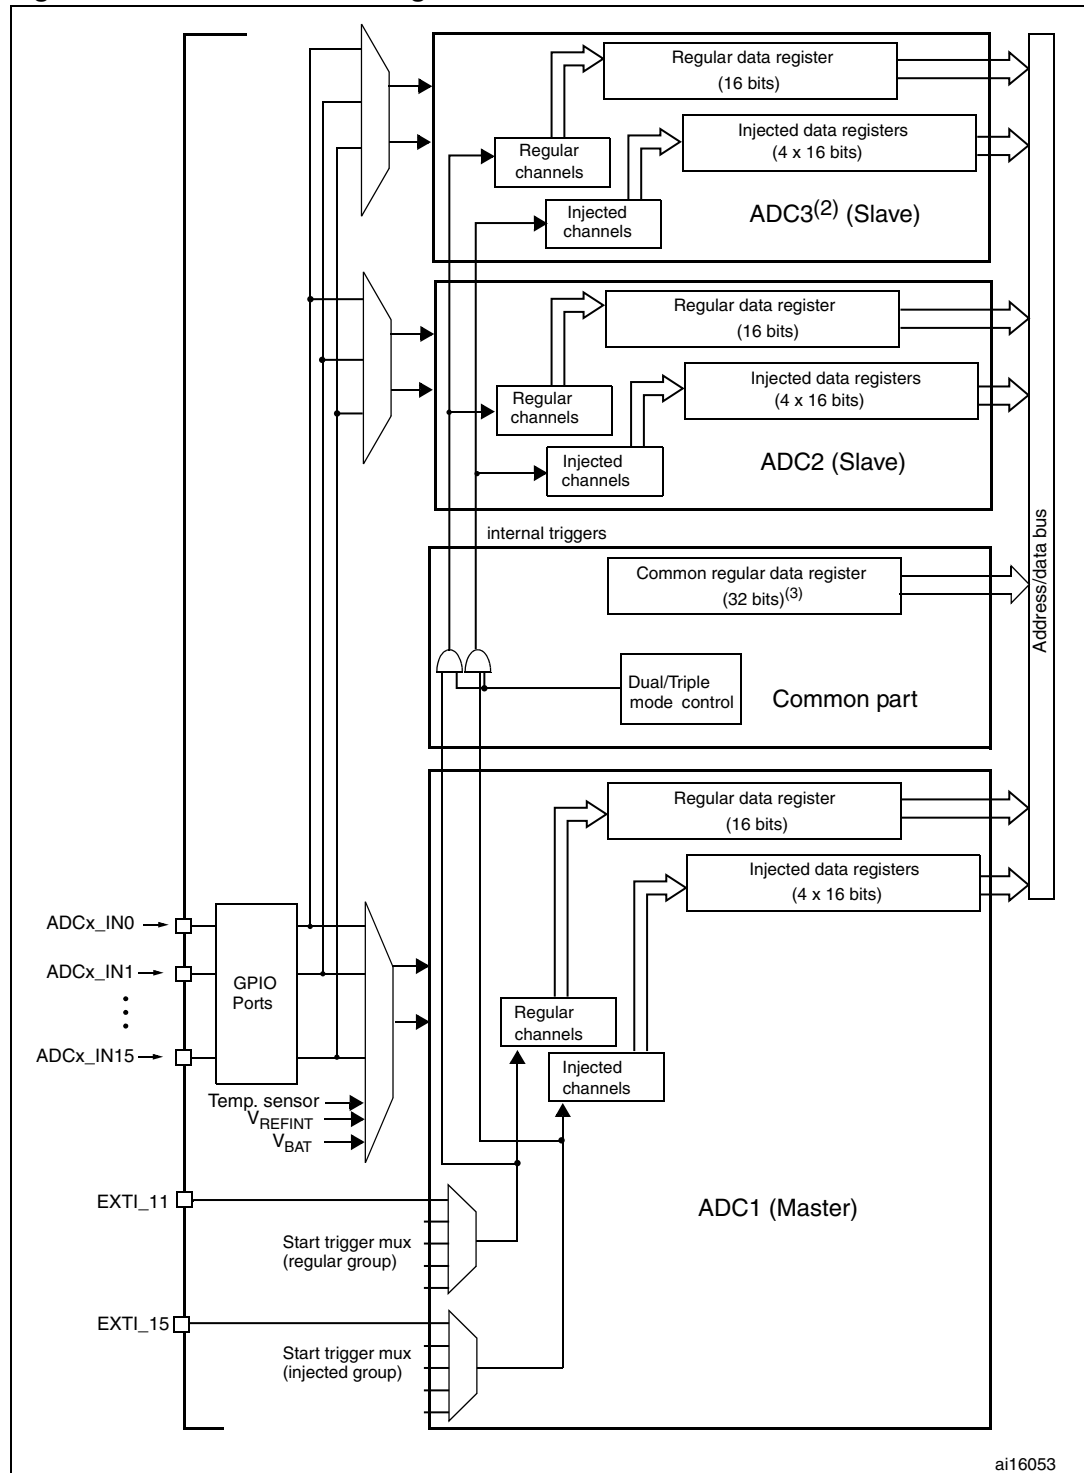 Regular data register
(16 bits)
Injected data registers
(4 x 16 bits)
Regular
channels
Injected
channels
ADC3(2) (Slave)
Regular data register
(16 bits)
Injected data registers
(4 x 16 bits)
Regular
channels
Injected
channels
ADC2 (Slave)
internal triggers
Common regular data register
(32 bits)(3)
Dual/Triple
mode control
Common part
Address/data bus
Regular data register
(16 bits)
Injected data registers
(4 x 16 bits)
ADCx_IN0
ADCx_IN1
ADCx_IN15
GPIO
Ports
Regular
channels
Injected
channels
Temp. sensor
VREFINT
VBAT
EXTI_11
Start trigger mux
(regular group)
ADC1 (Master)
EXTI_15
Start trigger mux
(injected group)
ai16053